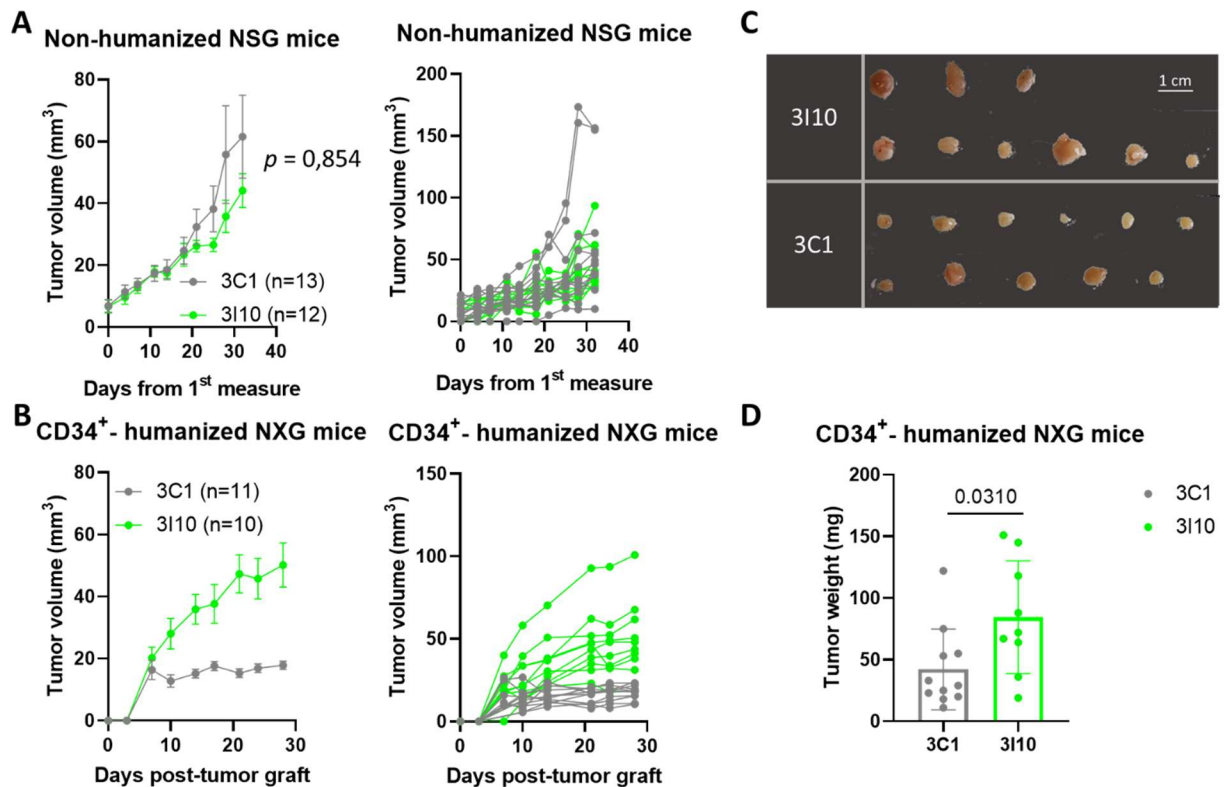 A
Non-humanized NSG mice
Tumor volume (mm³)
80
60
40
20
0
p = 0,854
3C1 (n=13)
3I10 (n=12)
0 10 20 30 40
Days from 1st measure
Non-humanized NSG mice
Tumor volume (mm³)
200
150
100
50
0
0 10 20 30 40
Days from 1st measure
B
CD34⁺- humanized NXG mice
Tumor volume (mm³)
80
60
40
20
0
3C1 (n=11)
3I10 (n=10)
0 10 20 30
Days post-tumor graft
CD34⁺- humanized NXG mice
Tumor volume (mm³)
150
100
50
0
0 10 20 30
Days post-tumor graft
C
3I10
1 cm
3C1
D
CD34⁺- humanized NXG mice
Tumor weight (mg)
200
150
100
50
0
0.0310
3C1
3I10
3C1 3I10